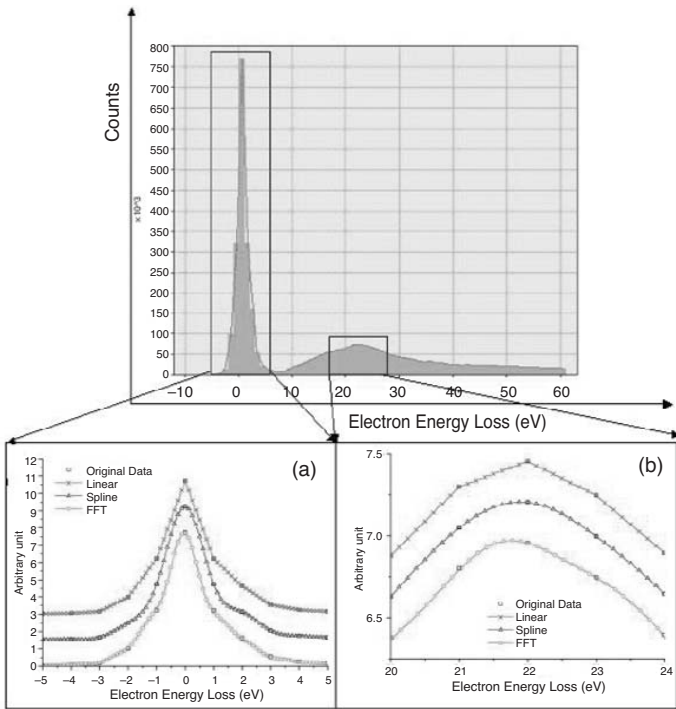 Counts
×10^3
800
750
700
650
600
550
500
450
400
350
300
250
200
150
100
50
0
−10 0 10 20 30 40 50 60
Electron Energy Loss (eV)
(a)
Original Data
Linear
Spline
FFT
Arbitrary unit
12
11
10
9
8
7
6
5
4
3
2
1
0
−5 −4 −3 −2 −1 0 1 2 3 4 5
Electron Energy Loss (eV)
(b)
7.5
7.0
6.5
Arbitrary unit
Original Data
Linear
Spline
FFT
20 21 22 23 24
Electron Energy Loss (eV)